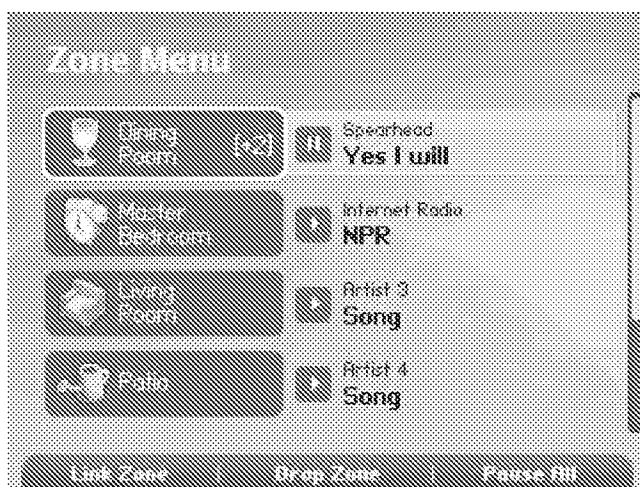 Zone Menu
Dining
Room
[+2]
Spearhead
Yes I will
Master
Bedroom
Internet Radio
NPR
Living
Room
Artist 3
Song
Patio
Artist 4
Song
Link Zone | Drop Zone | Pause All